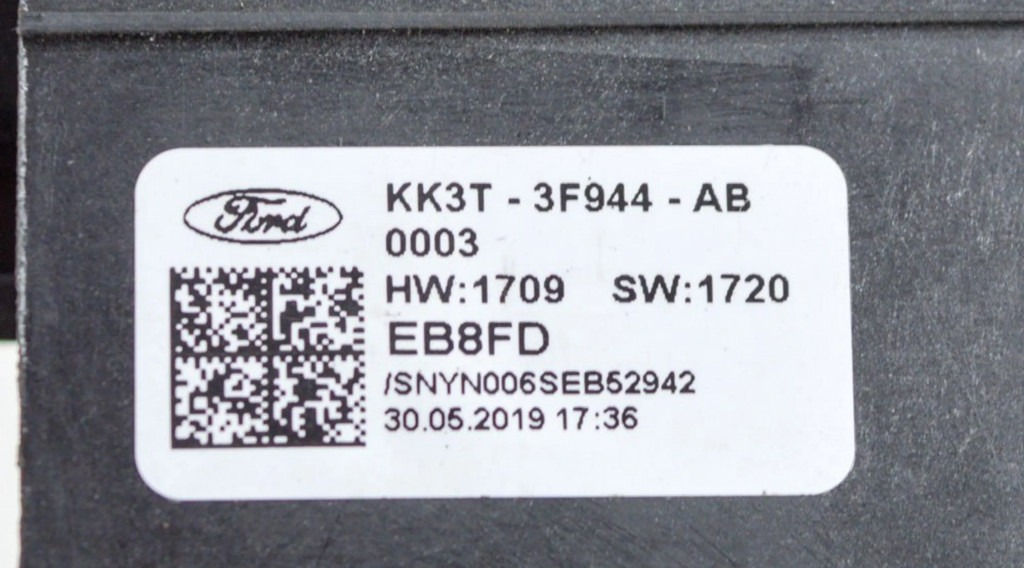 Ford
KK3T - 3F944 - AB
0003
HW:1709 SW:1720
EB8FD
/SNYN006SEB52942
30.05.2019 17:36